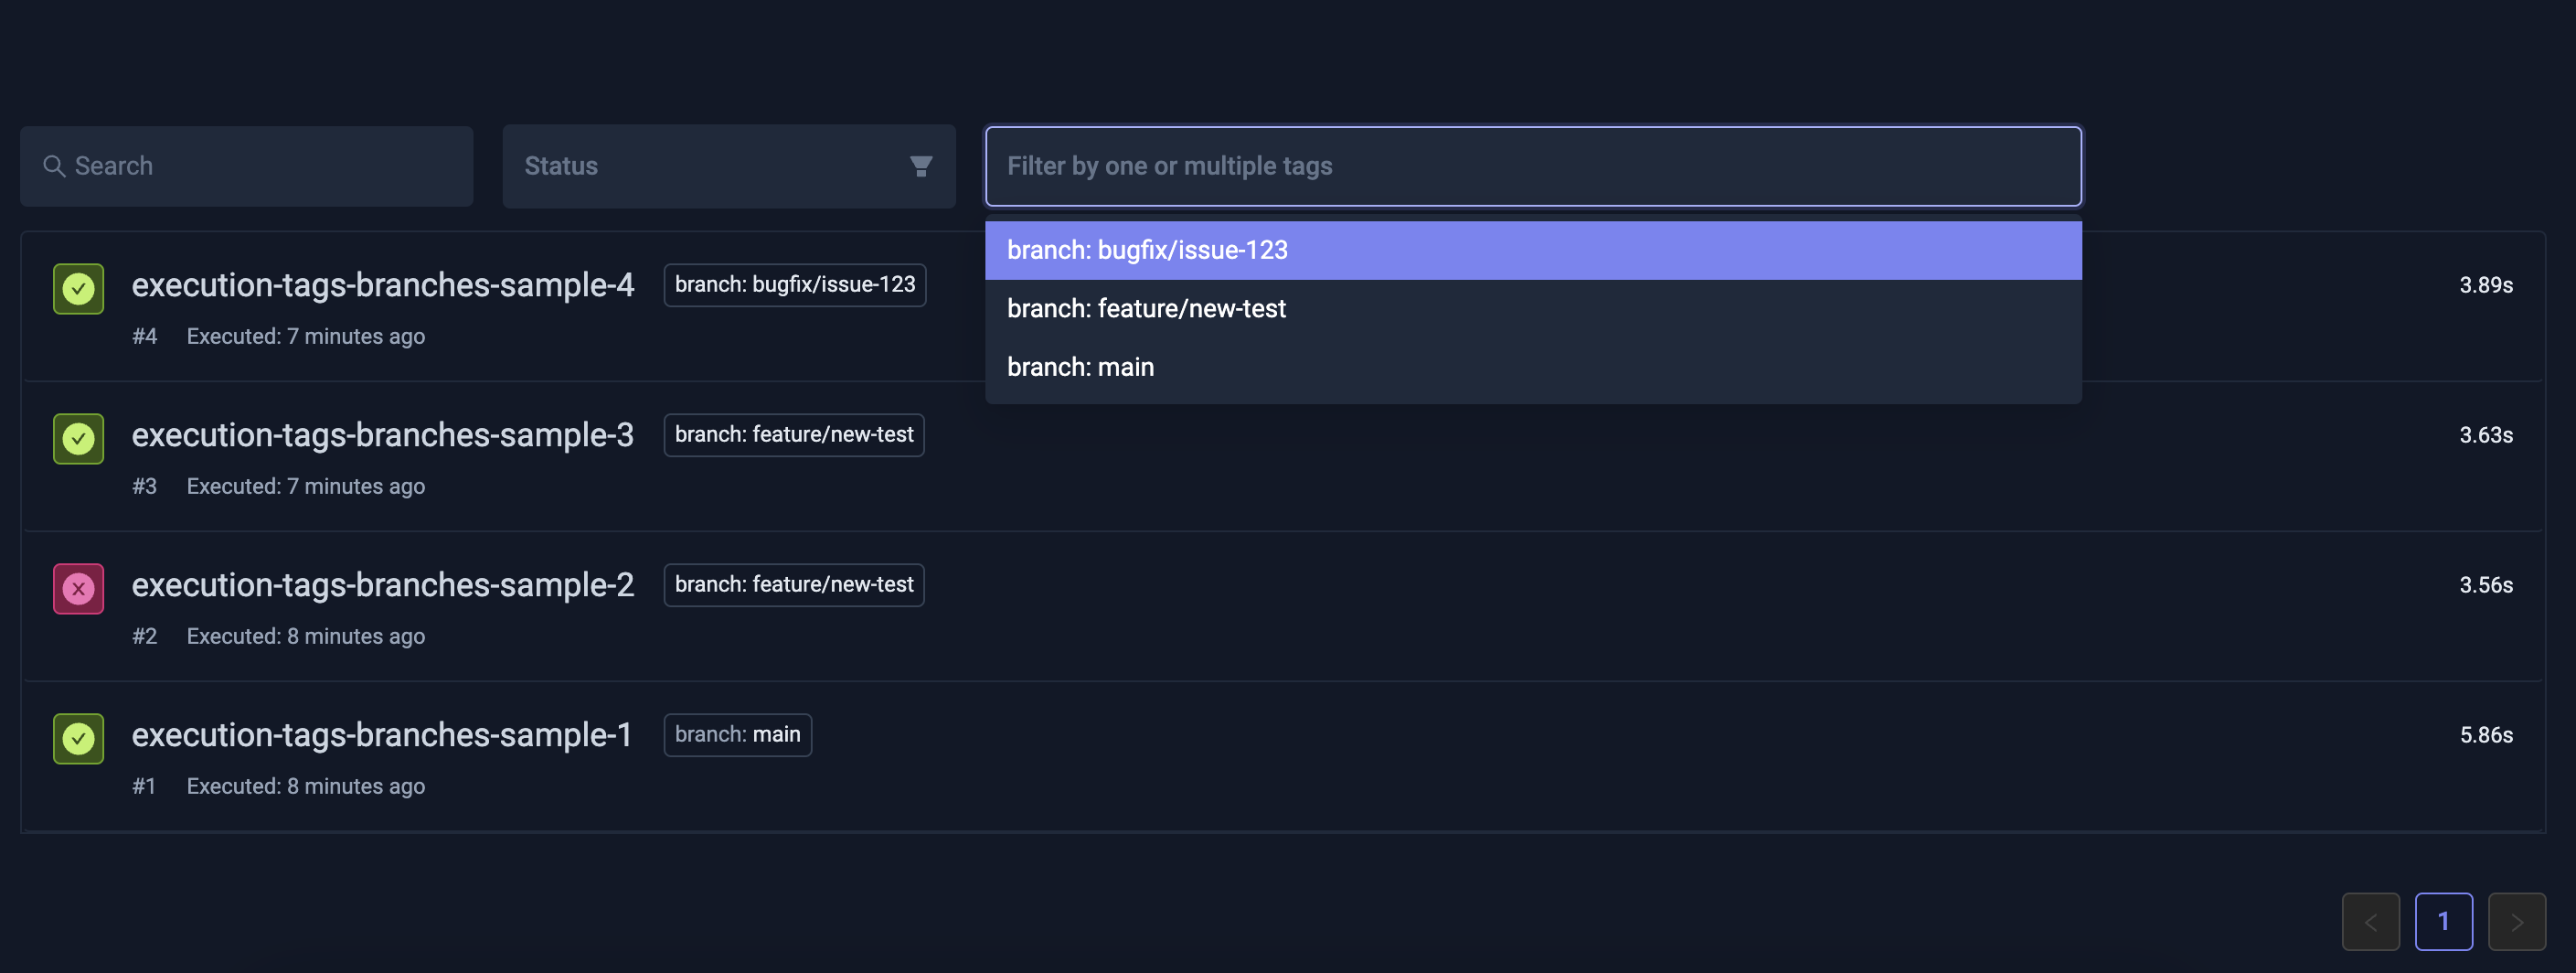 Search
Status
Filter by one or multiple tags
branch: bugfix/issue-123
branch: feature/new-test
branch: main
execution-tags-branches-sample-4 branch: bugfix/issue-123 3.89s
#4 Executed: 7 minutes ago
execution-tags-branches-sample-3 branch: feature/new-test 3.63s
#3 Executed: 7 minutes ago
execution-tags-branches-sample-2 branch: feature/new-test 3.56s
#2 Executed: 8 minutes ago
execution-tags-branches-sample-1 branch: main 5.86s
#1 Executed: 8 minutes ago
1